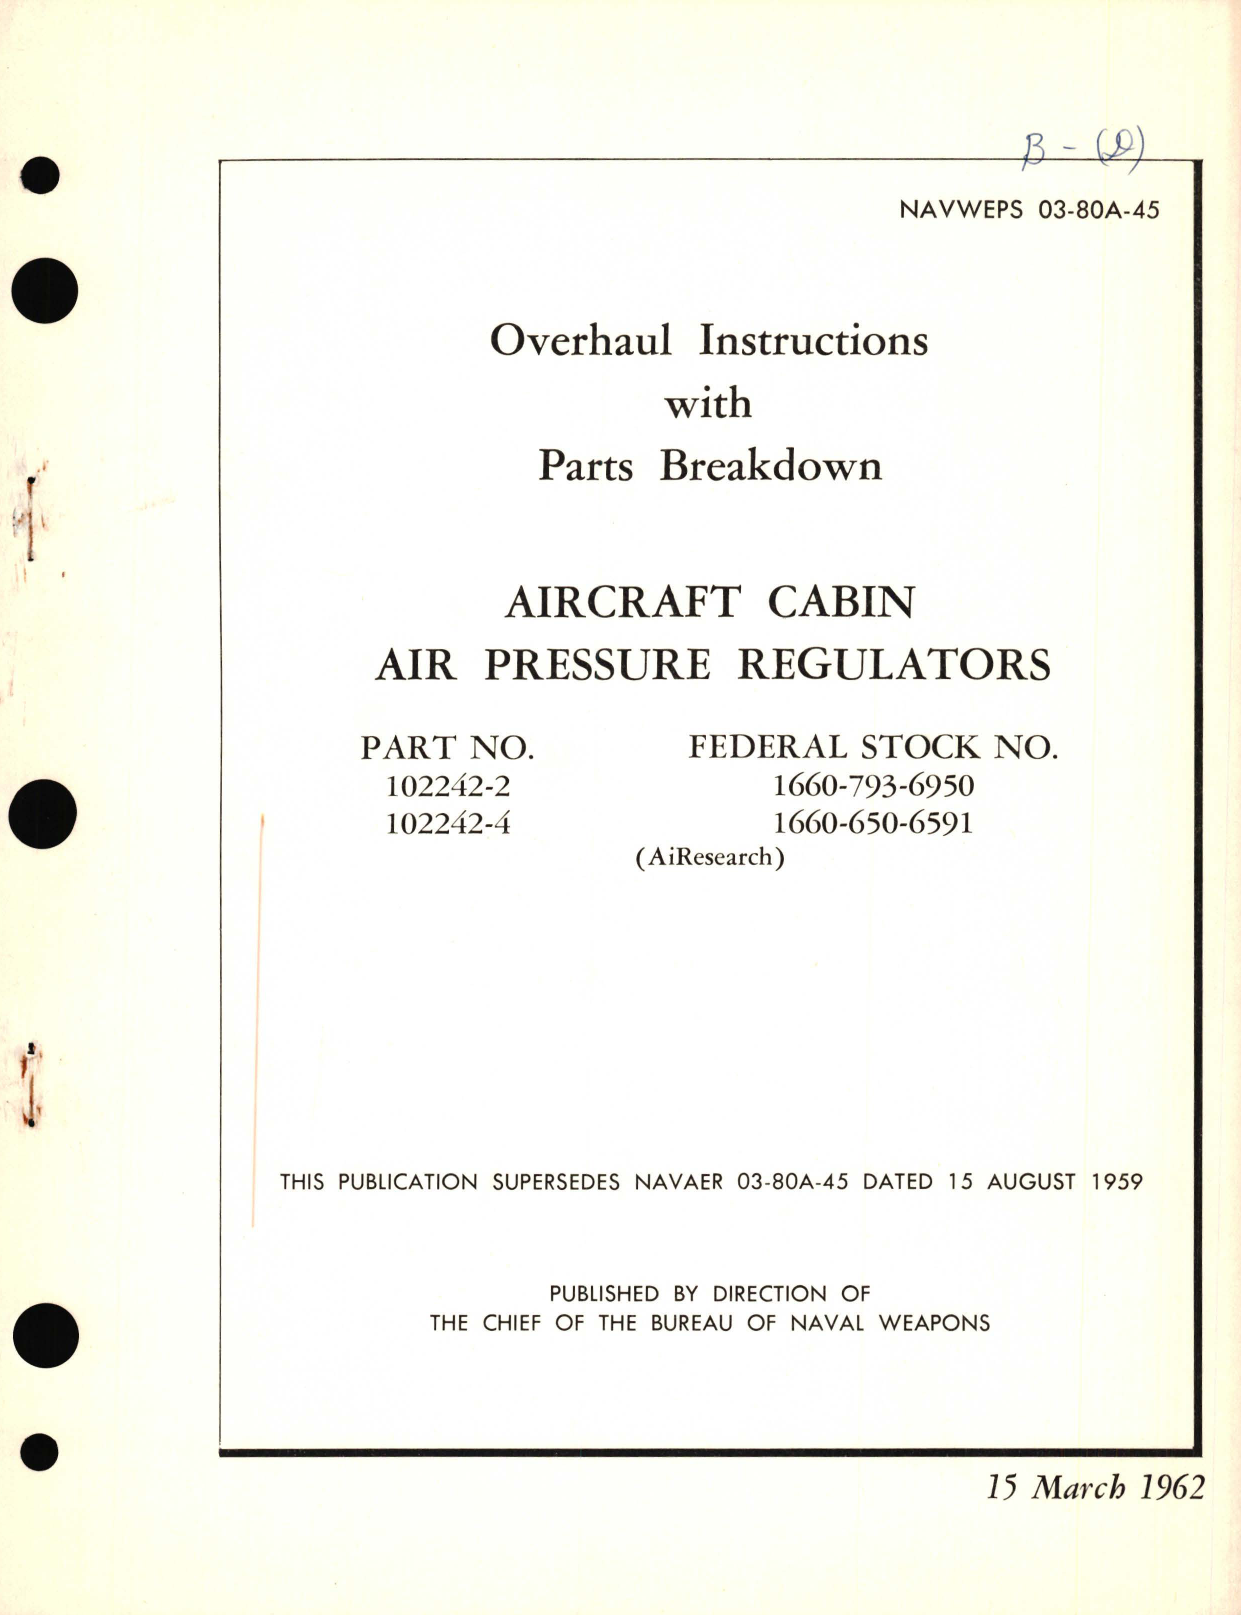 B - (D)
NAVWEPS 03-80A-45
Overhaul Instructions
with
Parts Breakdown
AIRCRAFT CABIN
AIR PRESSURE REGULATORS
PART NO. FEDERAL STOCK NO.
102242-2 1660-793-6950
102242-4 1660-650-6591
(AiResearch)
THIS PUBLICATION SUPERSEDES NAVAER 03-80A-45 DATED 15 AUGUST 1959
PUBLISHED BY DIRECTION OF
THE CHIEF OF THE BUREAU OF NAVAL WEAPONS
15 March 1962